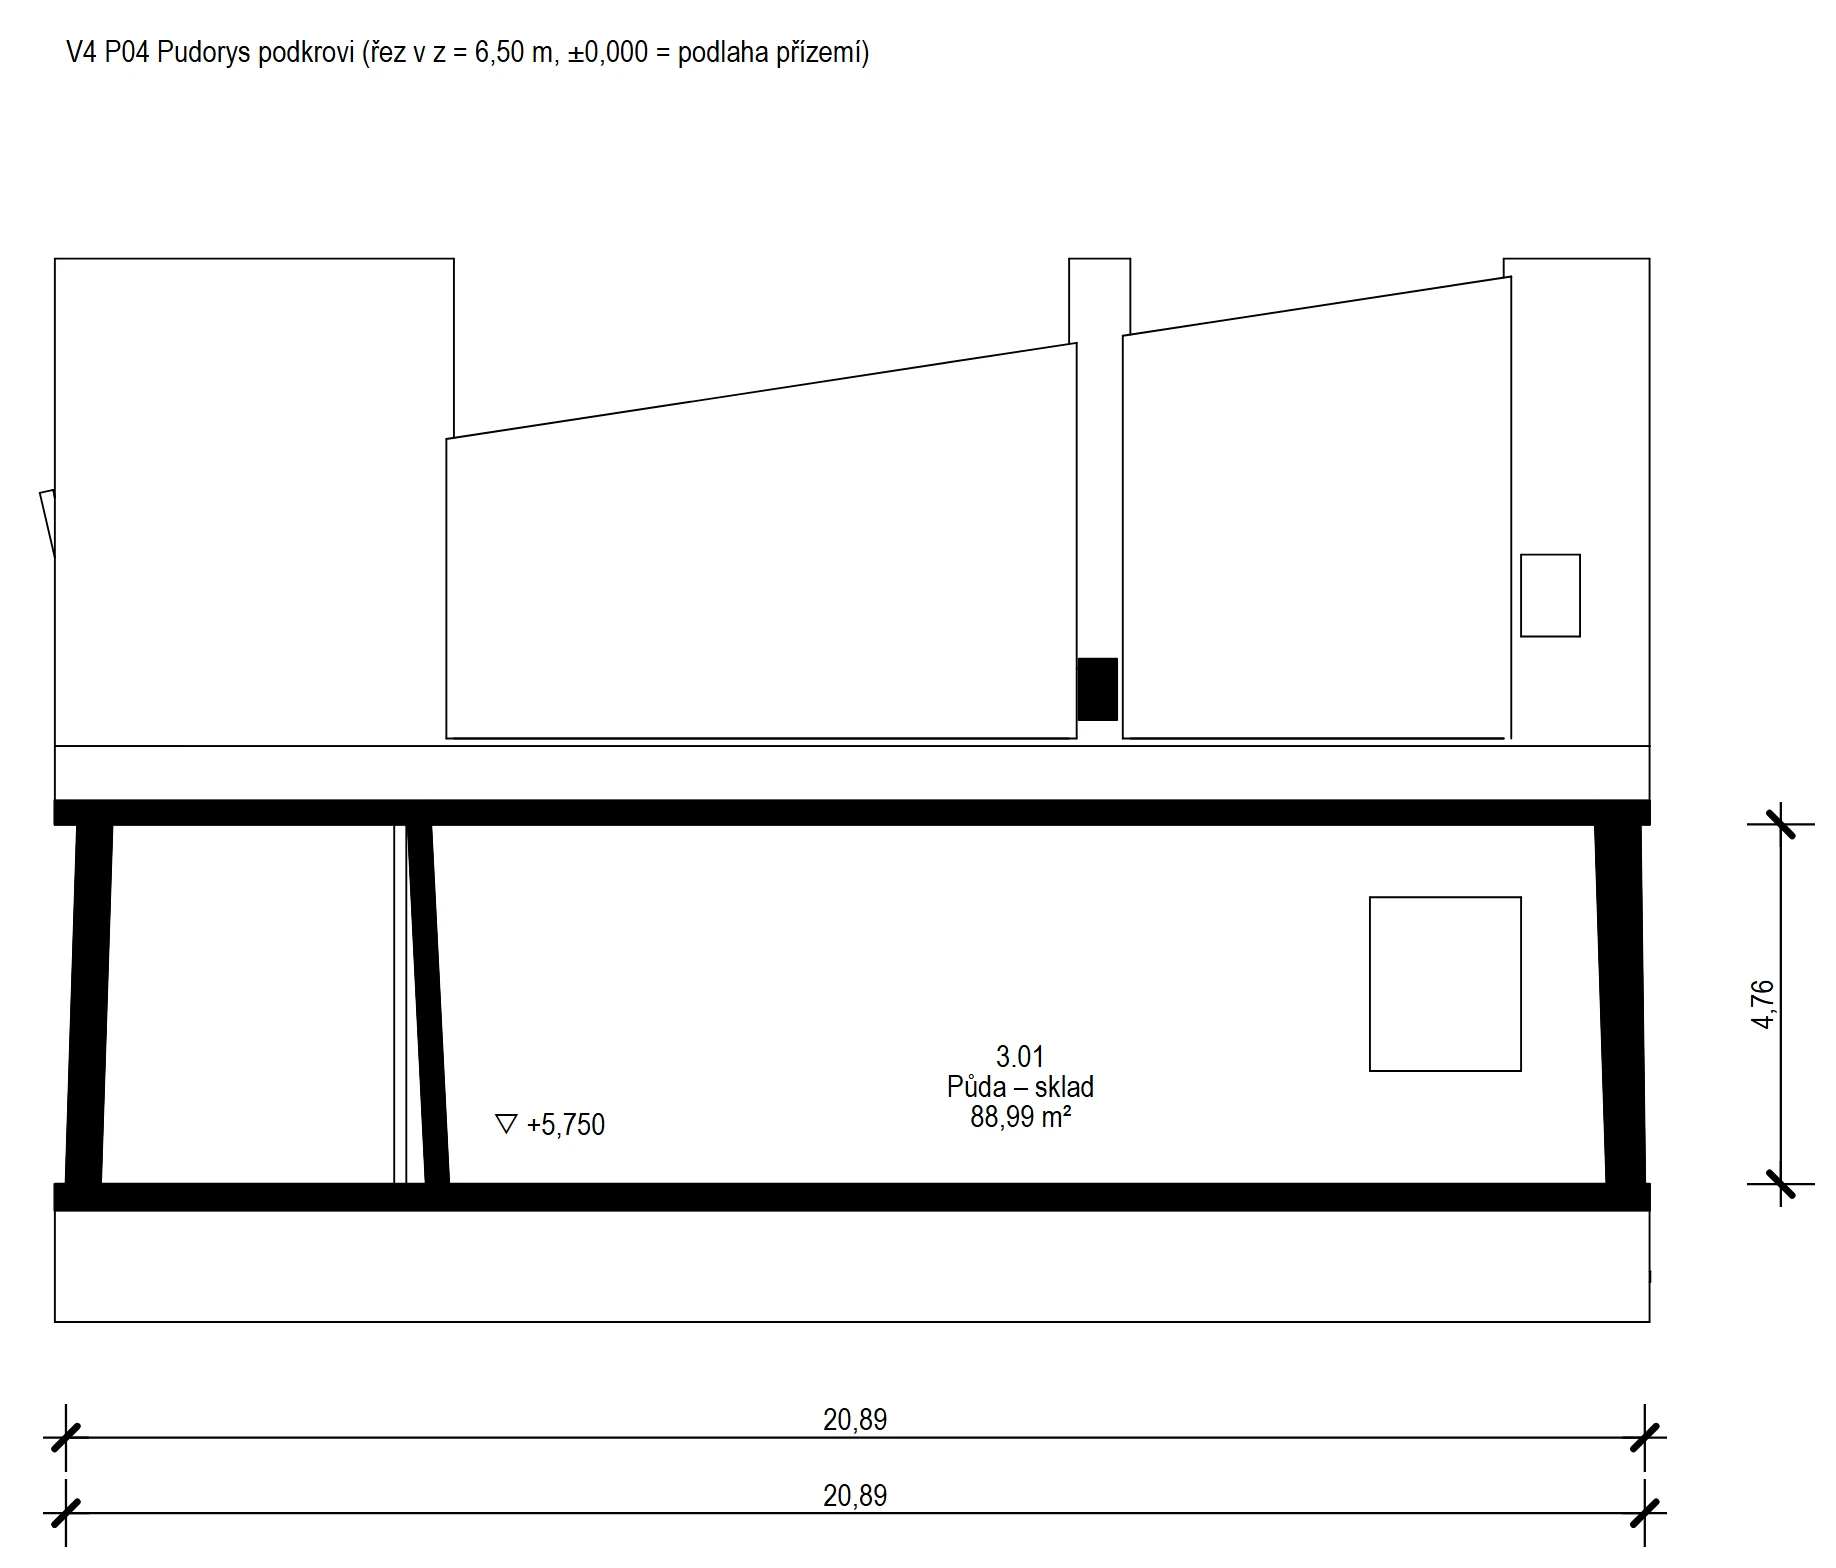 V4 P04 Pudorys podkrovi (řez v z = 6,50 m, ±0,000 = podlaha přízemí)
4,76
3.01
Půda – sklad
88,99 m²
▽ +5,750
20,89
20,89